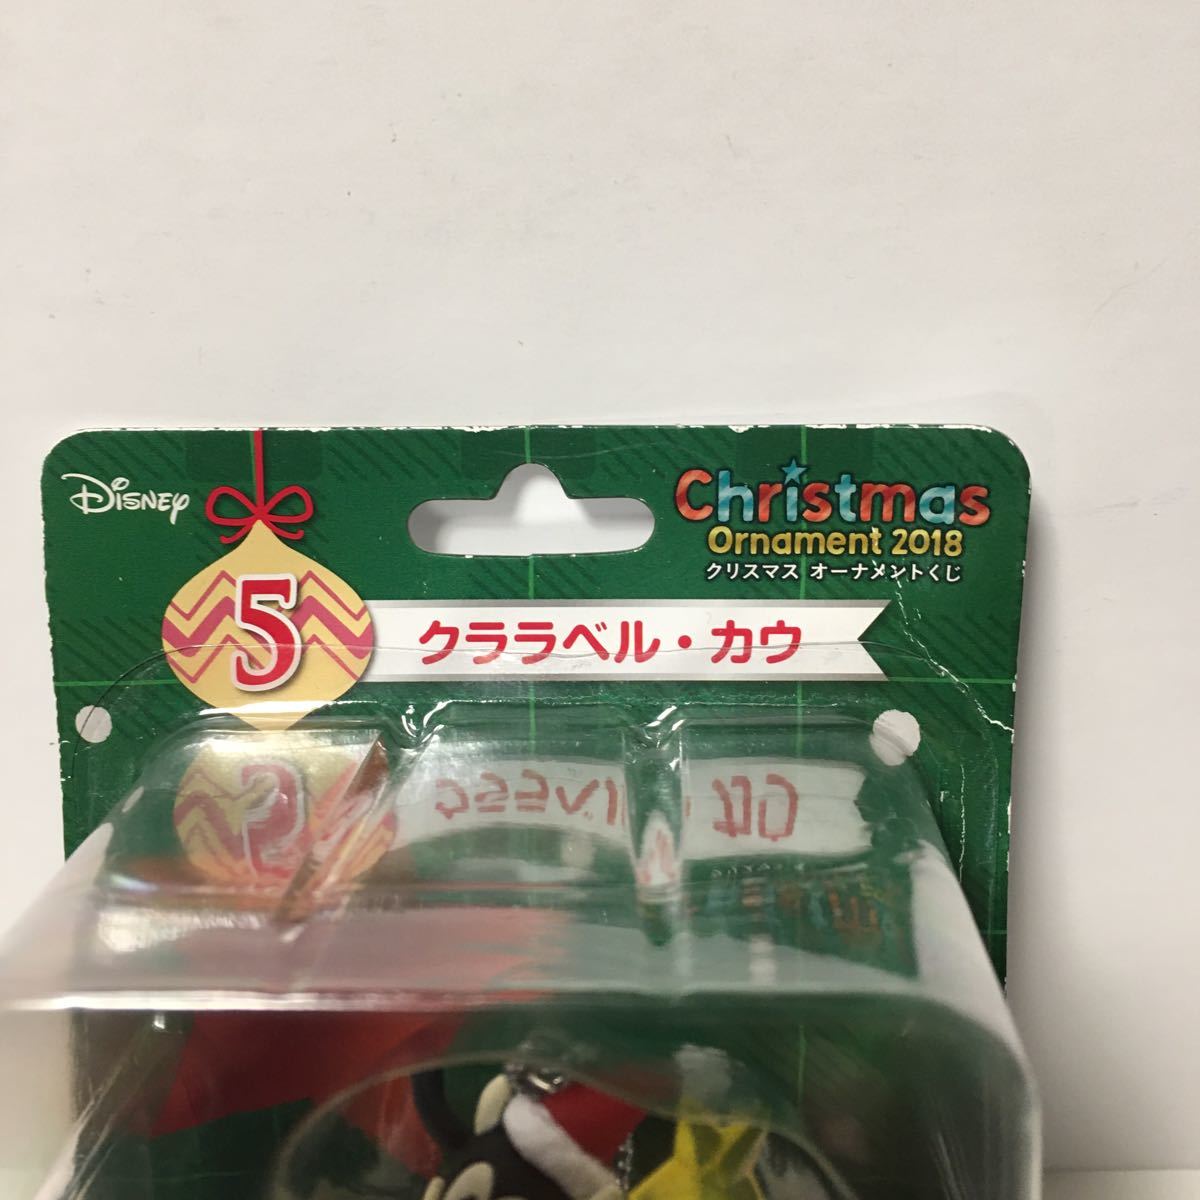 Disney
Christmas
Ornament 2018
クリスマス オーナメントくじ
5
クララベル・カウ